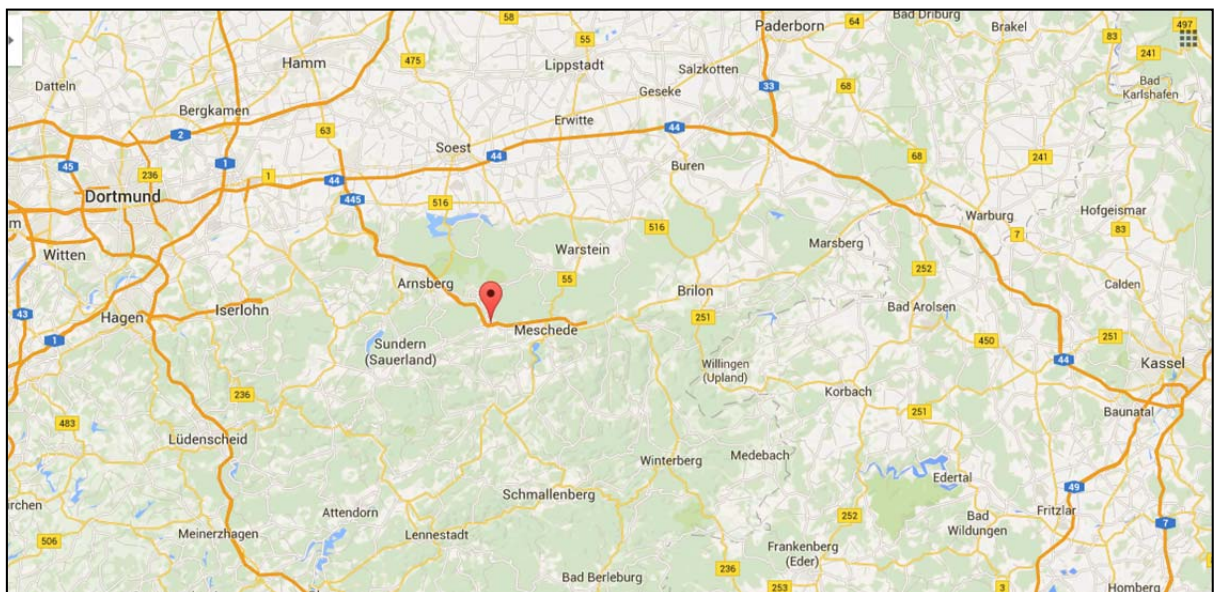 58
Paderborn
64
Bad Driburg
Brakel
497
83
55
241
Hamm
475
Lippstadt
Salzkotten
Bad
Karlshafen
Datteln
Geseke
33
68
Bergkamen
Erwitte
2
63
44
1
Soest
44
Buren
68
241
45
236
1
44
Dortmund
445
516
Hofgeismar
Warburg
83
516
7
Witten
Warstein
Marsberg
252
Arnsberg
55
Calden
Brilon
Bad Arolsen
43
Hagen
Iserlohn
251
Meschede
1
450
251
Sundern
(Sauerland)
44
Kassel
Willingen
(Upland)
Korbach
236
251
Baunatal
483
Lüdenscheid
Winterberg
Medebach
Edertal
49
Schmallenberg
Attendorn
252
Bad
Wildungen
Fritzlar
7
506
Meinerzhagen
Lennestadt
Frankenberg
(Eder)
236
Bad Berleburg
253
3
Homberg